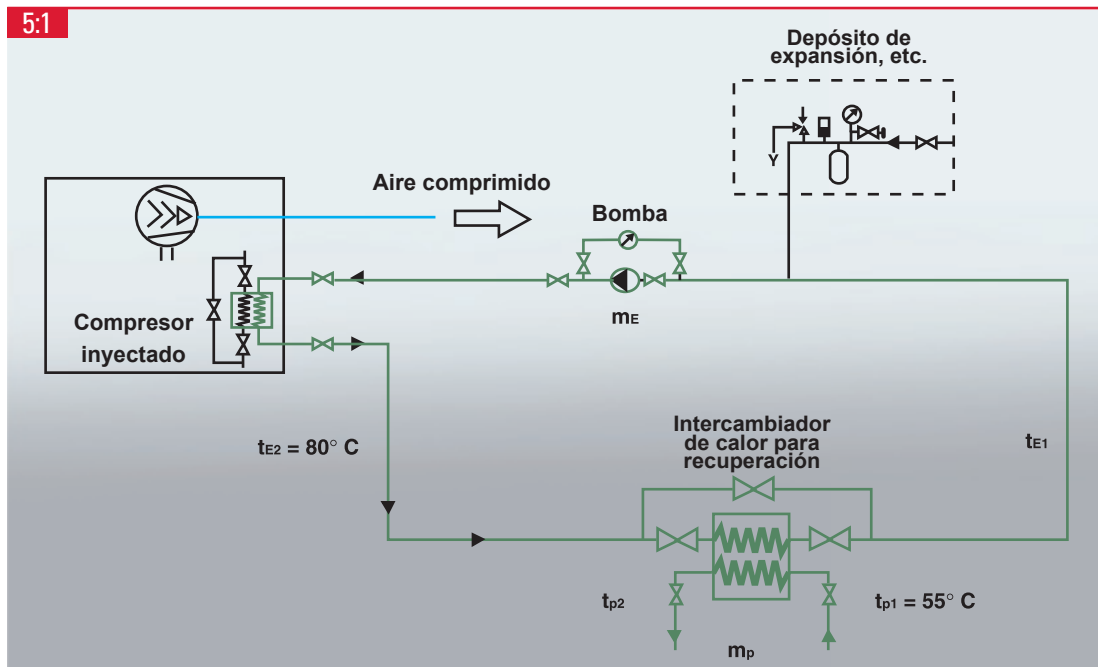 5:1
Depósito de
expansión, etc.
Y
Aire comprimido
Bomba
mE
Compresor
inyectado
Intercambiador
de calor para
recuperación
tE2 = 80° C
tE1
tp2
tp1 = 55° C
mp